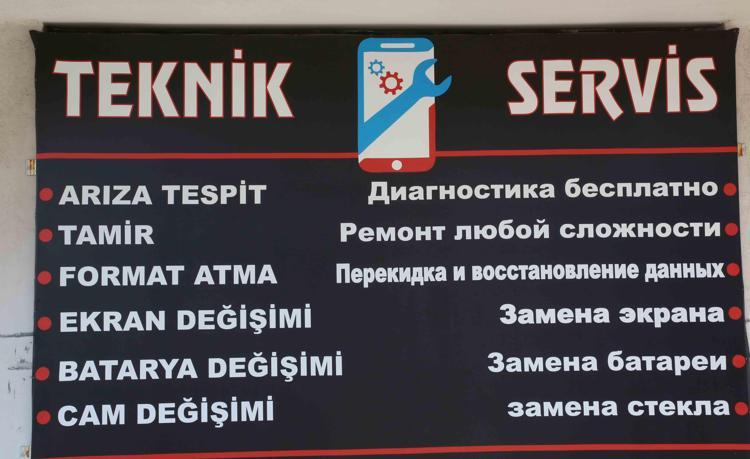 TEKNİK SERVİS
ARIZA TESPİT Диагностика бесплатно
TAMİR Ремонт любой сложности
FORMAT ATMA Перекидка и восстановление данных
EKRAN DEĞİŞİMİ Замена экрана
BATARYA DEĞİŞİMİ Замена батареи
CAM DEĞİŞİMİ замена стекла